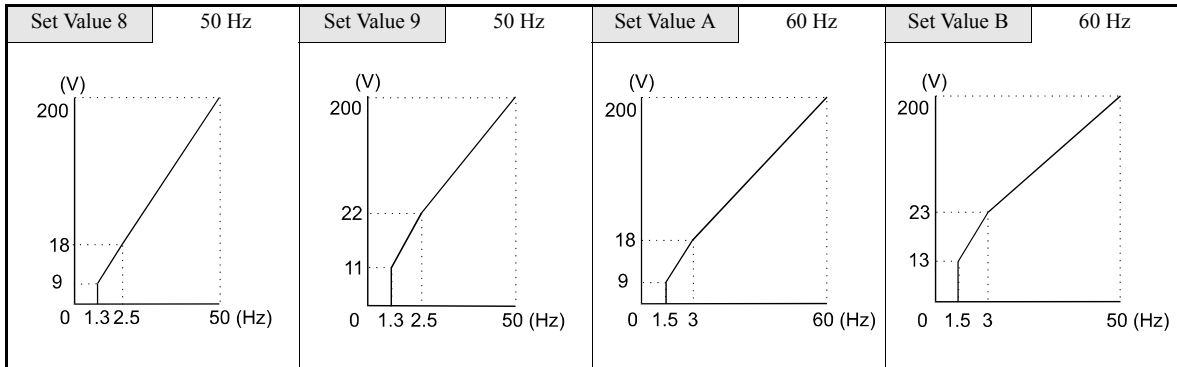 Set Value 8 50 Hz
(V)
200
18
9
0 1.3 2.5 50 (Hz)
Set Value 9 50 Hz
(V)
200
22
11
0 1.3 2.5 50 (Hz)
Set Value A 60 Hz
(V)
200
18
9
0 1.5 3 60 (Hz)
Set Value B 60 Hz
(V)
200
23
13
0 1.5 3 50 (Hz)